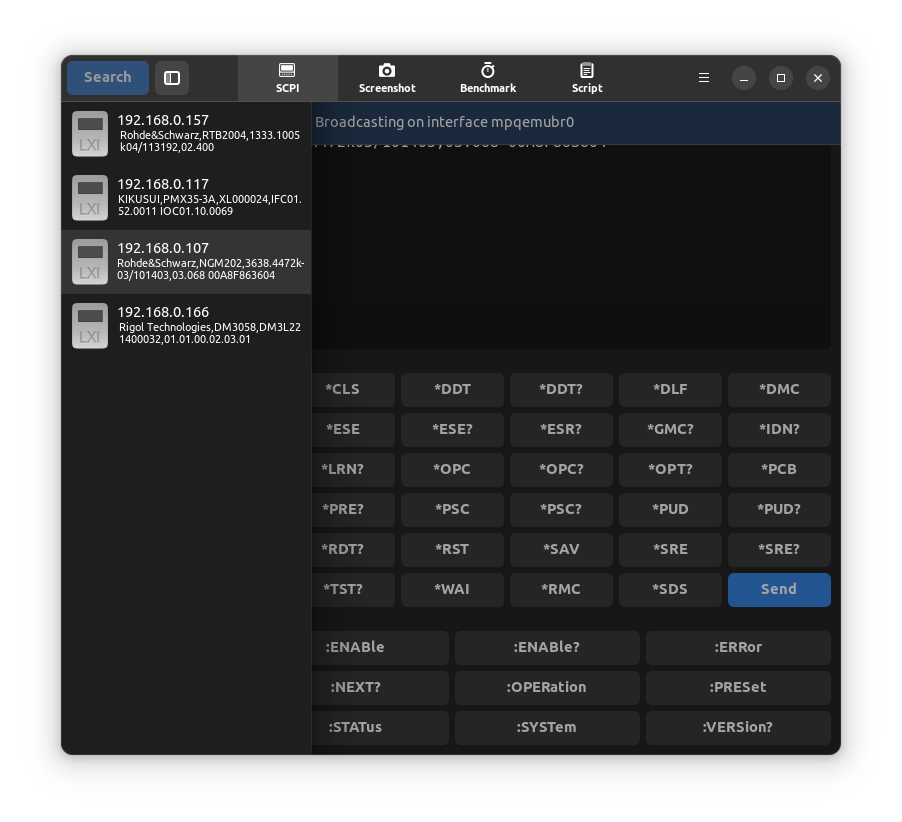 Search
SCPI
Screenshot
Benchmark
Script
192.168.0.157
Rohde&Schwarz,RTB2004,1333.1005
k04/113192,02.400
LXI
192.168.0.117
KIKUSUI,PMX35-3A,XL000024,IFC01.
52.0011 IOC01.10.0069
LXI
192.168.0.107
Rohde&Schwarz,NGM202,3638.4472k-
03/101403,03.068 00A8F863604
LXI
192.168.0.166
Rigol Technologies,DM3058,DM3L22
1400032,01.01.00.02.03.01
LXI
Broadcasting on interface mpqemubr0
*CLS *DDT *DDT? *DLF *DMC
*ESE *ESE? *ESR? *GMC? *IDN?
*LRN? *OPC *OPC? *OPT? *PCB
*PRE? *PSC *PSC? *PUD *PUD?
*RDT? *RST *SAV *SRE *SRE?
*TST? *WAI *RMC *SDS Send
:ENABle :ENABle? :ERRor
:NEXT? :OPERation :PRESet
:STATus :SYSTem :VERSion?